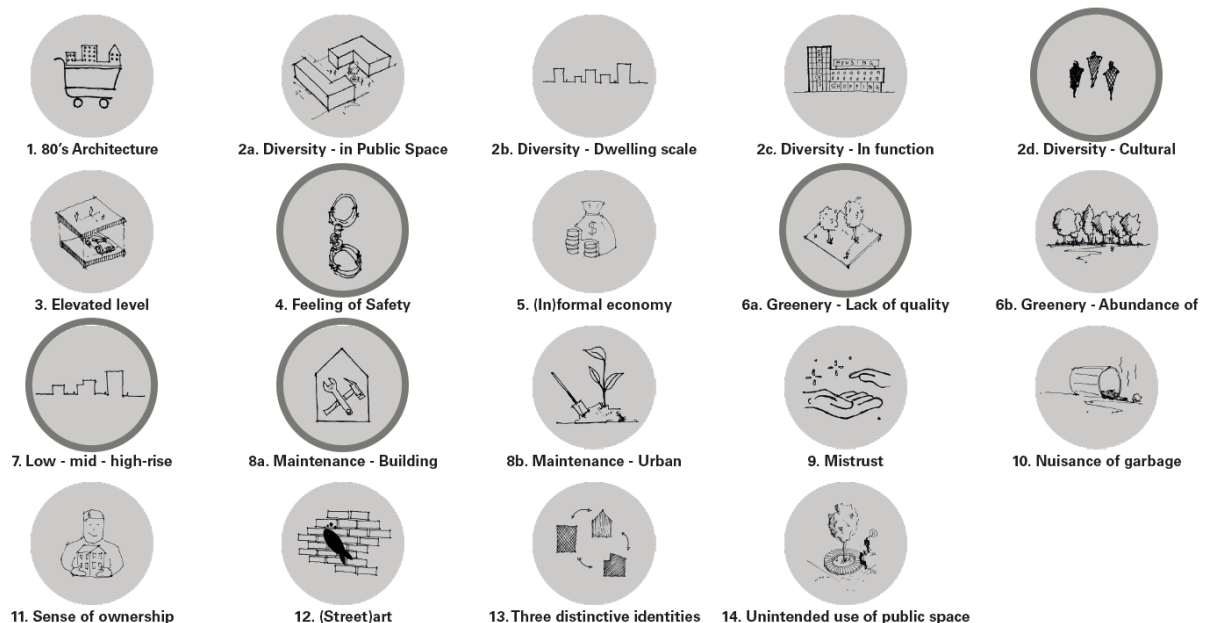 1. 80's Architecture
2a. Diversity - in Public Space
2b. Diversity - Dwelling scale
HOUSING
SHOPPING
2c. Diversity - In function
2d. Diversity - Cultural
3. Elevated level
4. Feeling of Safety
$
5. (In)formal economy
6a. Greenery - Lack of quality
6b. Greenery - Abundance of
7. Low - mid - high-rise
8a. Maintenance - Building
8b. Maintenance - Urban
9. Mistrust
10. Nuisance of garbage
11. Sense of ownership
12. (Street)art
13. Three distinctive identities
14. Unintended use of public space